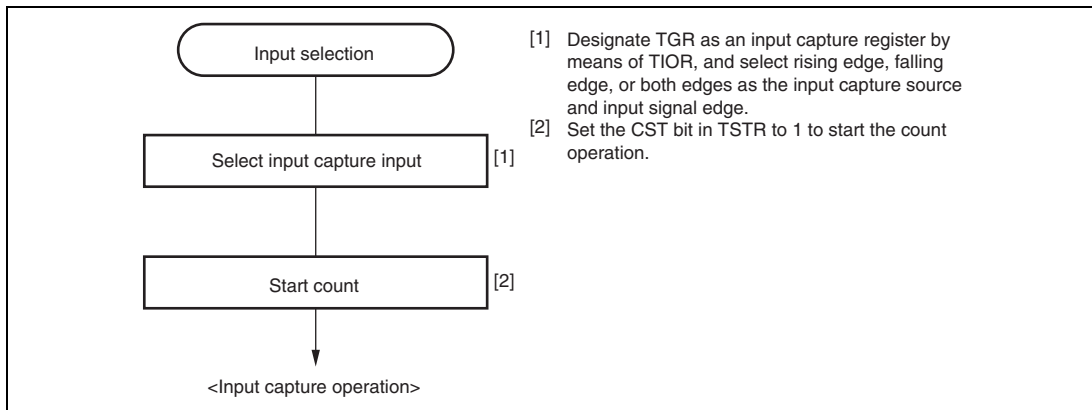 Input selection
Select input capture input
[1]
Start count
[2]
<Input capture operation>
[1] Designate TGR as an input capture register by
means of TIOR, and select rising edge, falling
edge, or both edges as the input capture source
and input signal edge.
[2] Set the CST bit in TSTR to 1 to start the count
operation.